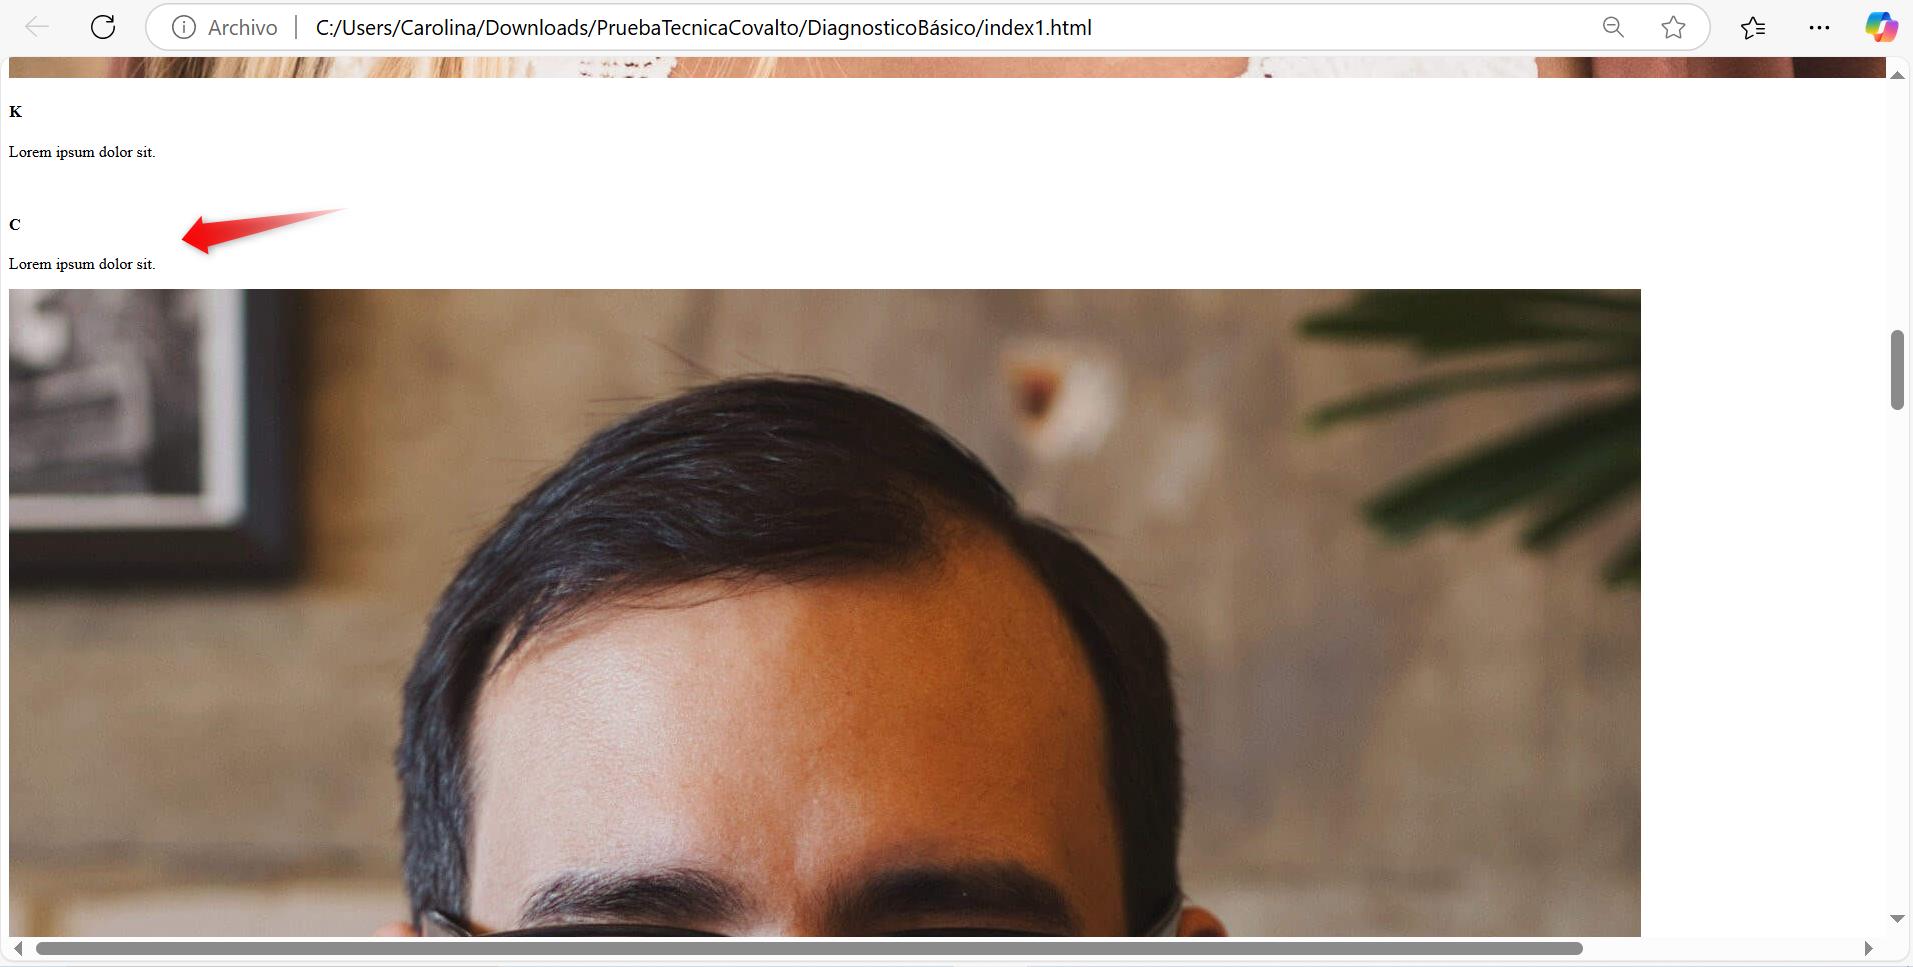 Archivo | C:/Users/Carolina/Downloads/PruebaTecnicaCovalto/DiagnosticoBásico/index1.html
K
Lorem ipsum dolor sit.
C
Lorem ipsum dolor sit.